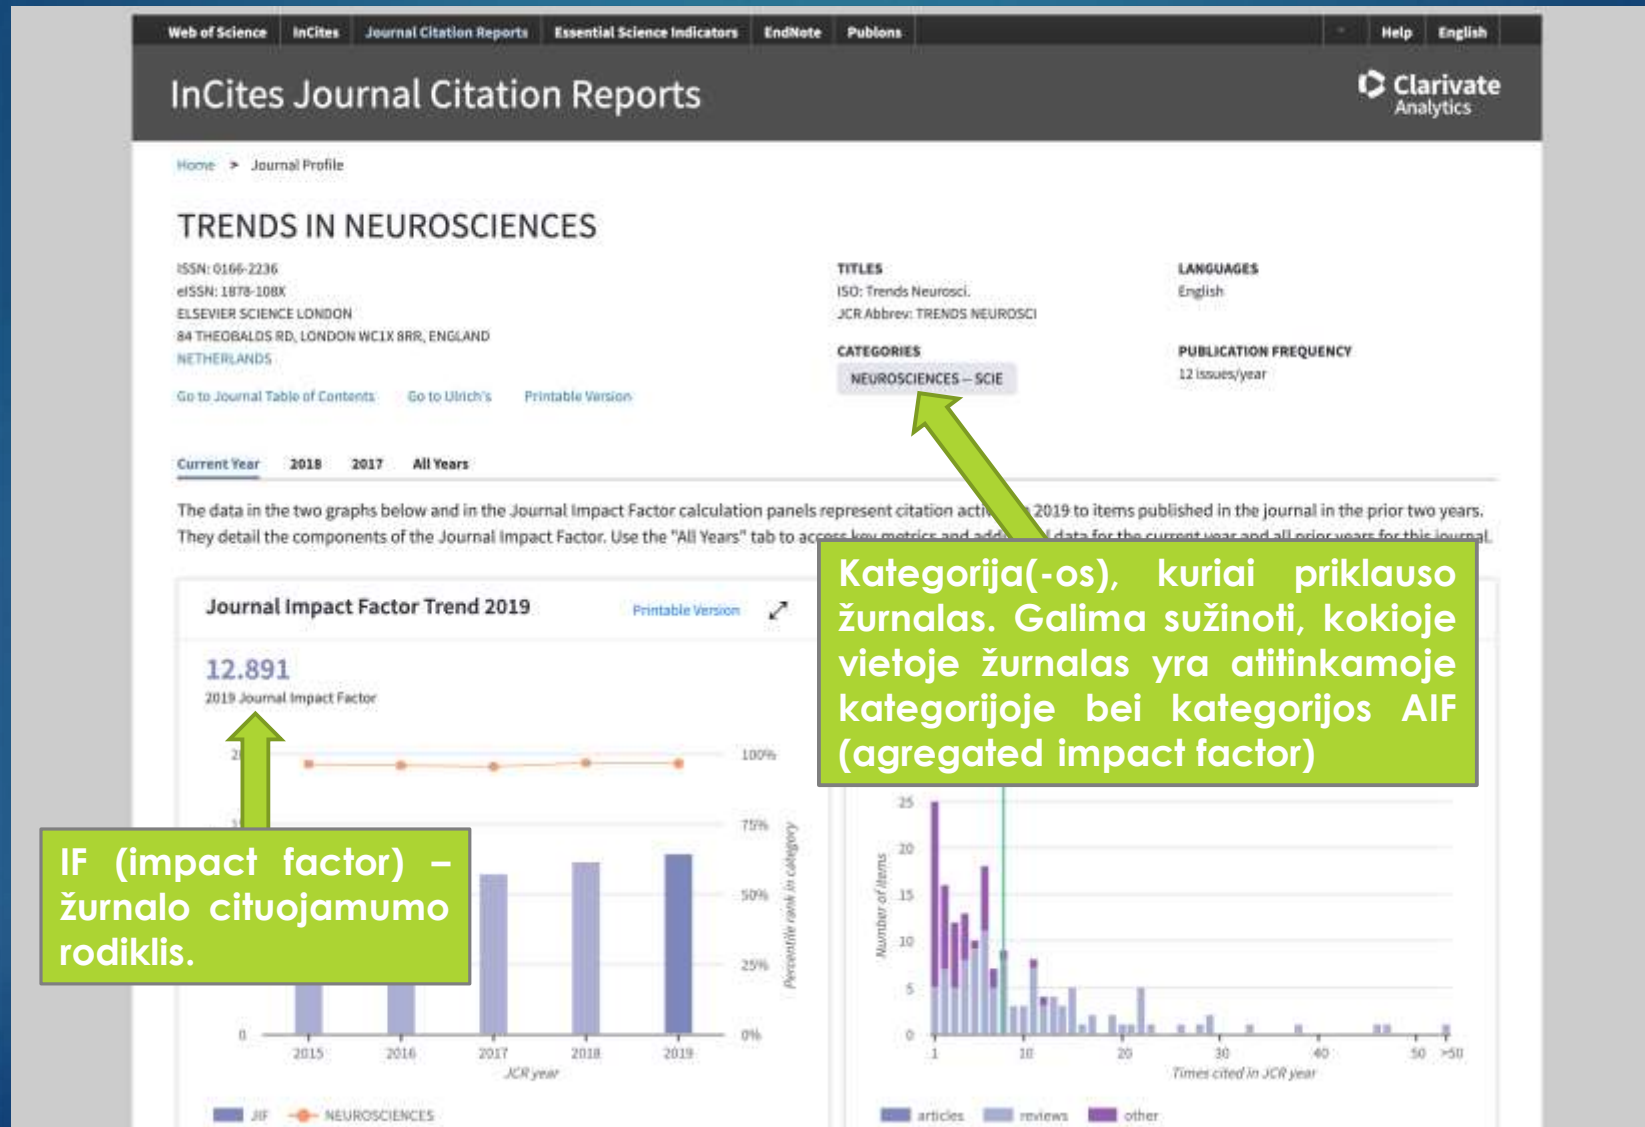 Web of Science InCites Journal Citation Reports Essential Science Indicators EndNote Publons Help English
InCites Journal Citation Reports
Clarivate
Analytics
Home > Journal Profile
TRENDS IN NEUROSCIENCES
ISSN: 0166-2236
eISSN: 1878-108X
ELSEVIER SCIENCE LONDON
84 THEOBALDS RD, LONDON WC1X 8RR, ENGLAND
NETHERLANDS
Go to Journal Table of Contents Go to Ulrich's Printable Version
TITLES
ISO: Trends Neurosci.
JCR Abbrev: TRENDS NEUROSCI
CATEGORIES
NEUROSCIENCES – SCIE
LANGUAGES
English
PUBLICATION FREQUENCY
12 issues/year
Current Year 2018 2017 All Years
The data in the two graphs below and in the Journal Impact Factor calculation panels represent citation 2019 to items published in the journal in the prior two years.
They detail the components of the Journal Impact Factor. Use the "All Years" tab to access key metrics and data for the current year and all prior years for this journal.
Kategorija(-os), kuriai priklauso
žurnalas. Galima sužinoti, kokioje
vietoje žurnalas yra atitinkamoje
kategorijoje bei kategorijos AIF
(agregated impact factor)
Journal Impact Factor Trend 2019 Printable Version
12.891
2019 Journal Impact Factor
IF (impact factor) –
žurnalo cituojamumo
rodiklis.
0
100%
75%
50%
25%
0%
Percentile rank in category
2015 2016 2017 2018 2019
JCR year
JIF NEUROSCIENCES
25
20
15
10
5
0
Number of items
1 10 20 30 40 50 >50
Times cited in JCR year
articles reviews other